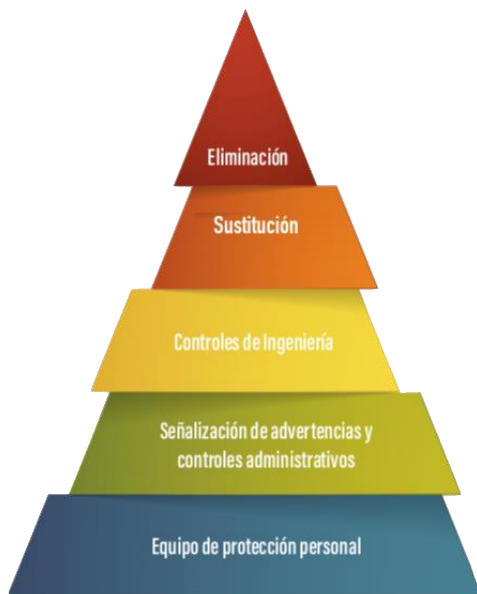 Eliminación
Sustitución
Controles de Ingeniería
Señalización de advertencias y
controles administrativos
Equipo de protección personal